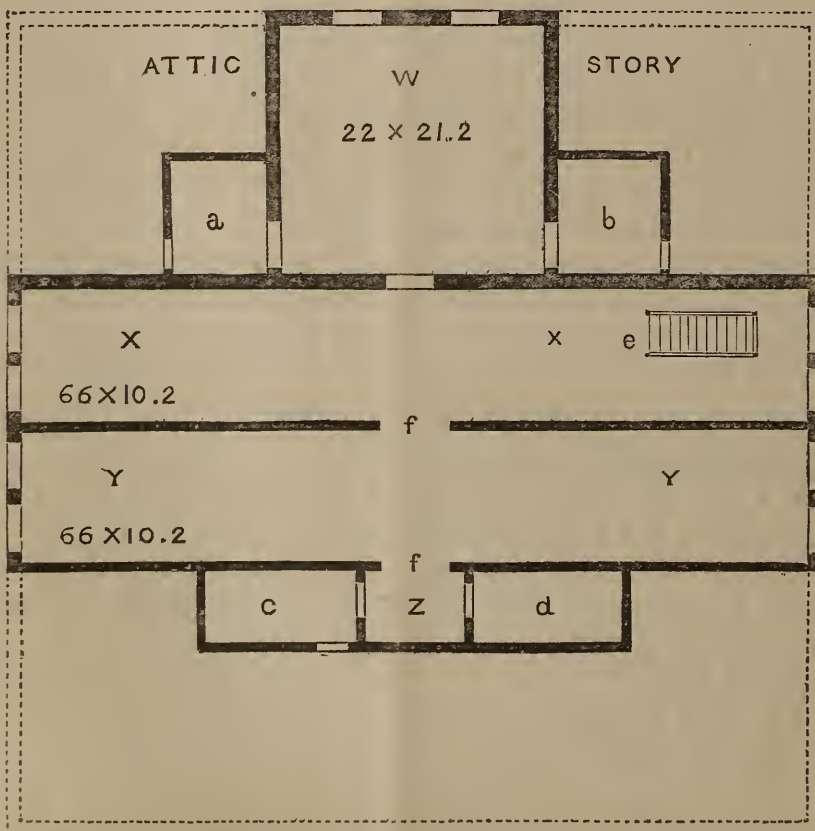 ATTIC STORY
W
22 × 21.2
a b
X x e
66 X 10.2
f
Y Y
66 X 10.2
f
c Z d